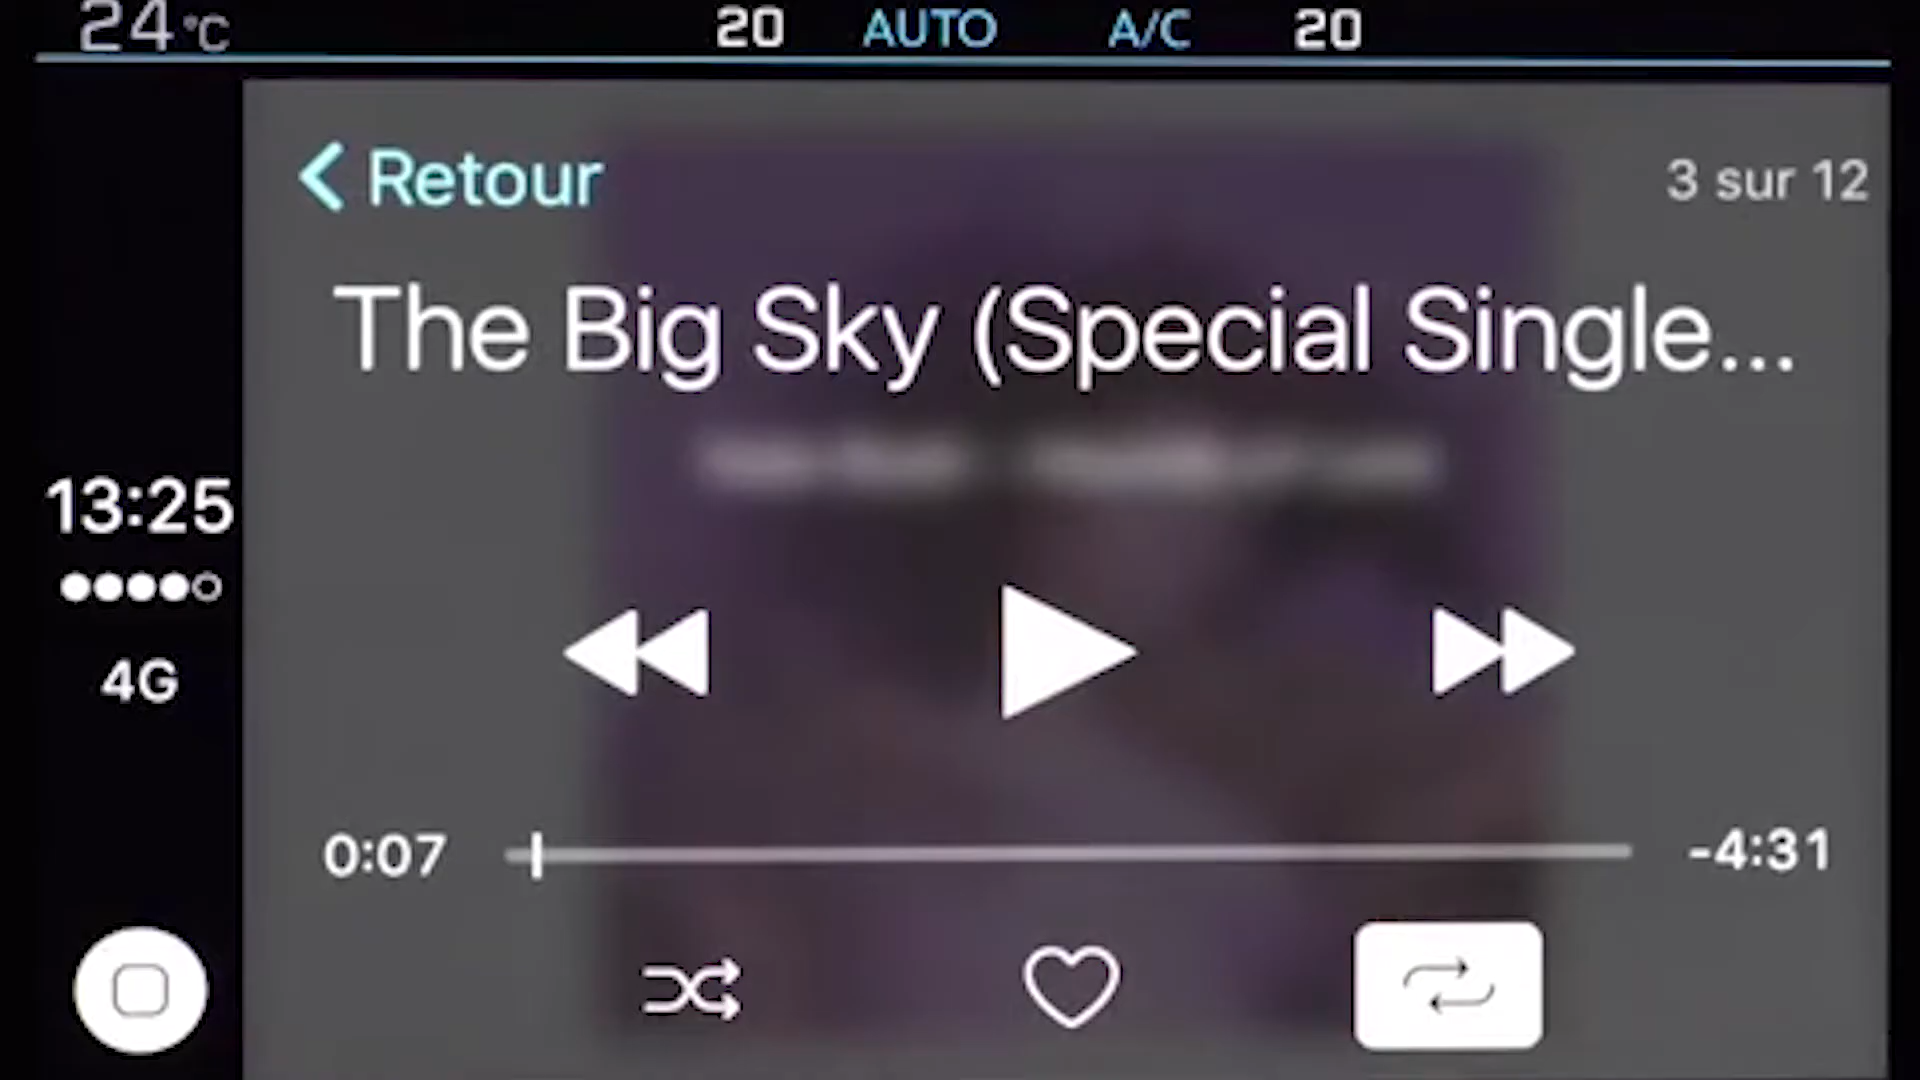 24°C 20 AUTO A/C 20
Retour 3 sur 12
The Big Sky (Special Single...
13:25
4G
0:07 -4:31